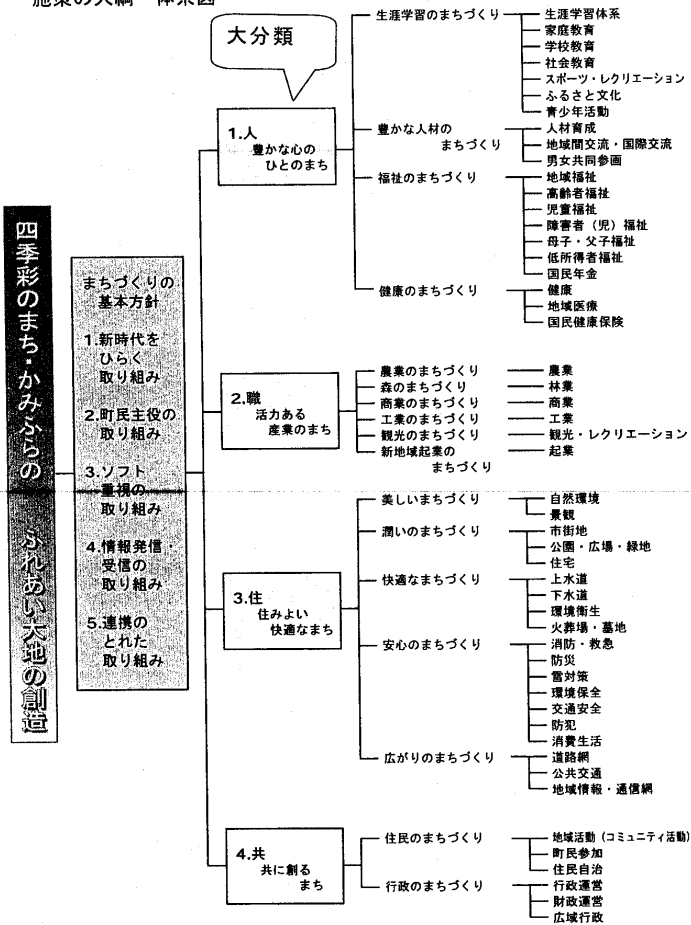 施策の大綱 体系図
大分類
四季彩のまち・かみふらの ふれあい大地の創造
まちづくりの
基本方針
1.新時代を
ひらく
取り組み
2.町民主役の
取り組み
3.ソフト
重視の
取り組み
4.情報発信・
受信の
取り組み
5.連携の
とれた
取り組み
1.人
豊かな心の
ひとのまち
生涯学習のまちづくり
生涯学習体系
家庭教育
学校教育
社会教育
スポーツ・レクリエーション
ふるさと文化
青少年活動
豊かな人材の
まちづくり
人材育成
地域間交流・国際交流
男女共同参画
福祉のまちづくり
地域福祉
高齢者福祉
児童福祉
障害者（児）福祉
母子・父子福祉
低所得者福祉
国民年金
健康のまちづくり
健康
地域医療
国民健康保険
2.職
活力ある
産業のまち
農業のまちづくり
農業
森のまちづくり
林業
商業のまちづくり
商業
工業のまちづくり
工業
観光のまちづくり
観光・レクリエーション
新地域起業の
まちづくり
起業
3.住
住みよい
快適なまち
美しいまちづくり
自然環境
景観
潤いのまちづくり
市街地
公園・広場・緑地
住宅
快適なまちづくり
上水道
下水道
環境衛生
火葬場・墓地
安心のまちづくり
消防・救急
防災
雪対策
環境保全
交通安全
防犯
消費生活
広がりのまちづくり
道路網
公共交通
地域情報・通信網
4.共
共に創る
まち
住民のまちづくり
地域活動（コミュニティ活動）
町民参加
住民自治
行政のまちづくり
行政運営
財政運営
広域行政